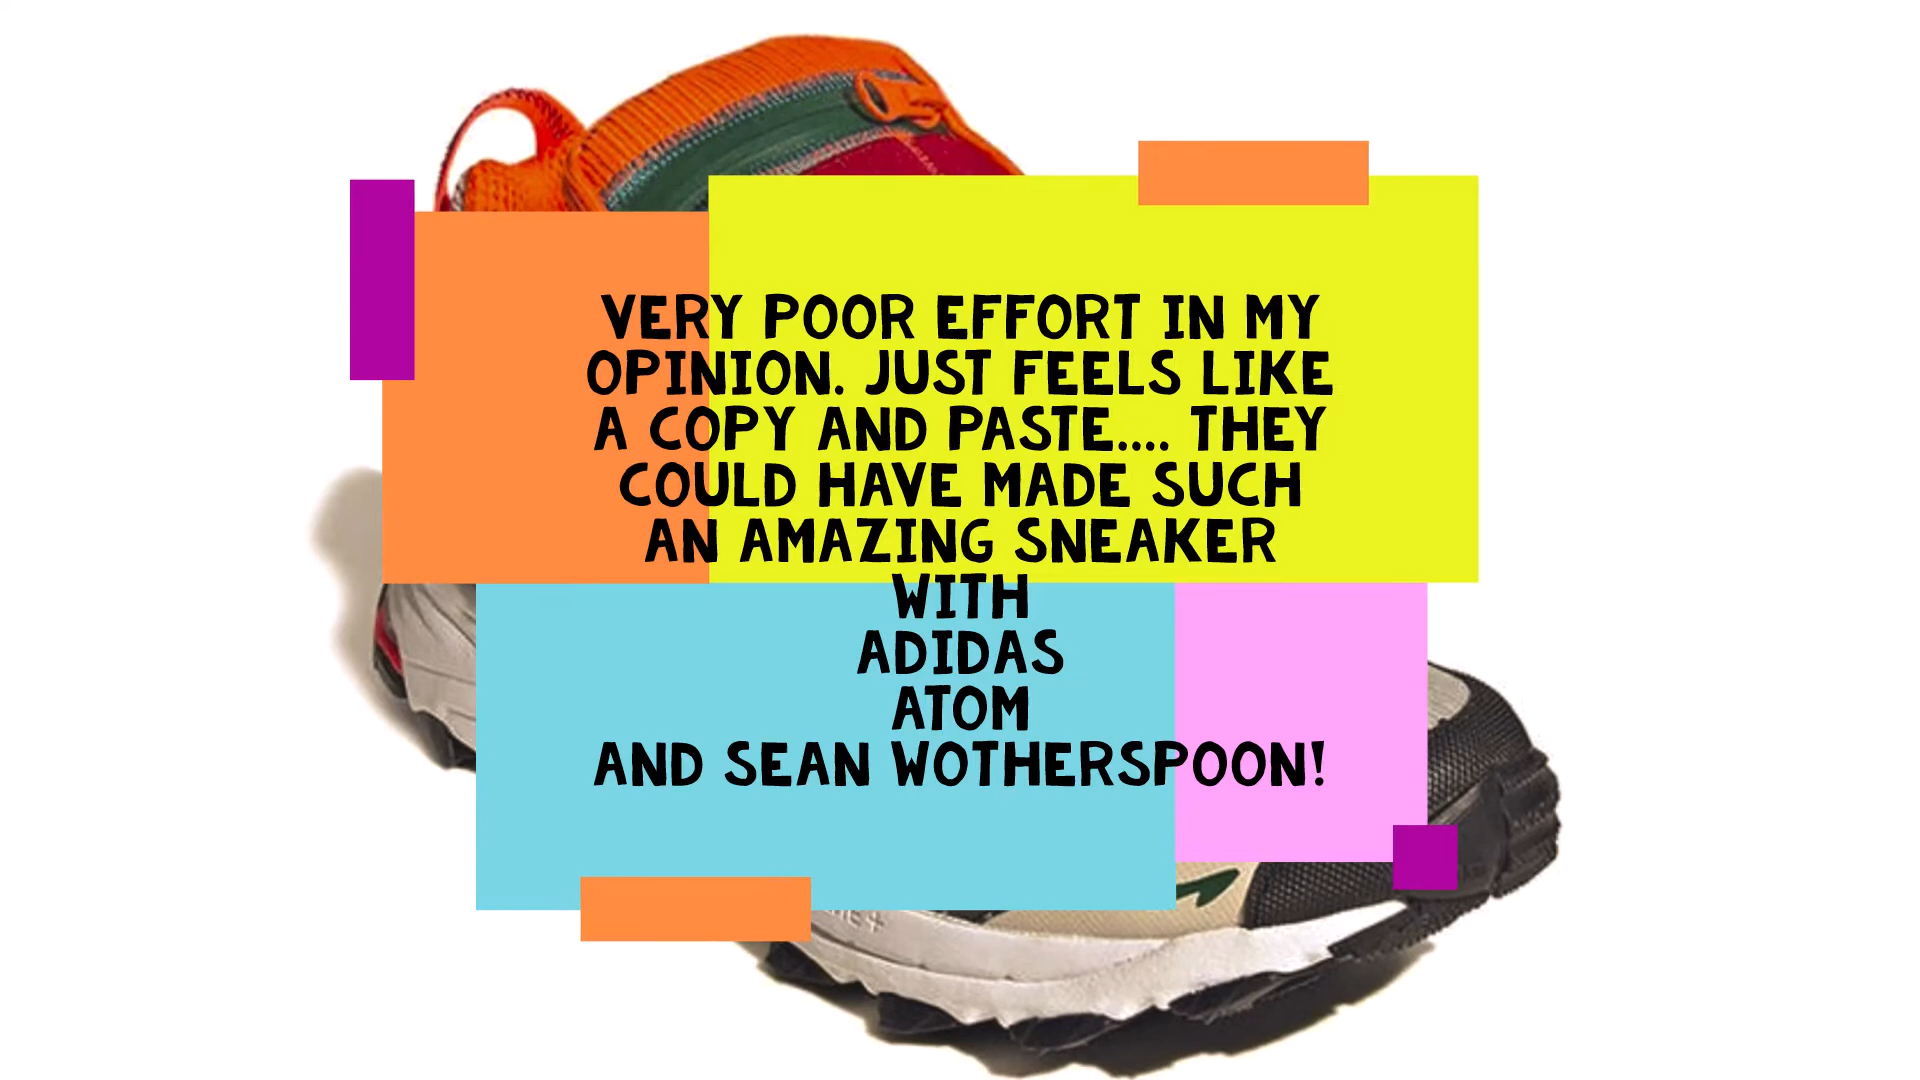 VERY POOR EFFORT IN MY
OPINION. JUST FEELS LIKE
A COPY AND PASTE.... THEY
COULD HAVE MADE SUCH
AN AMAZING SNEAKER
WITH
ADIDAS
ATOM
AND SEAN WOTHERSPOON!